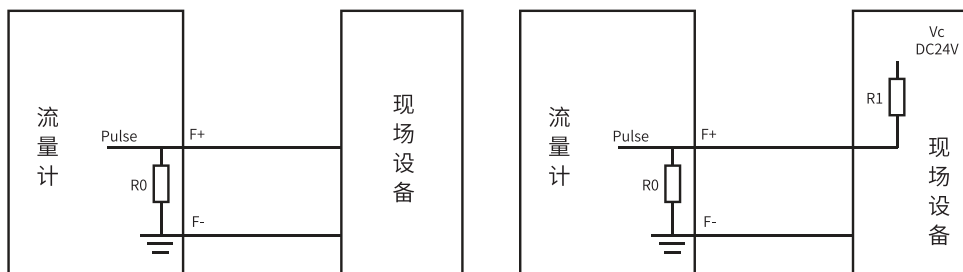 流量计
Pulse
R0
F+
F-
现场设备
流量计
Pulse
R0
F+
F-
Vc
DC24V
R1
现场设备